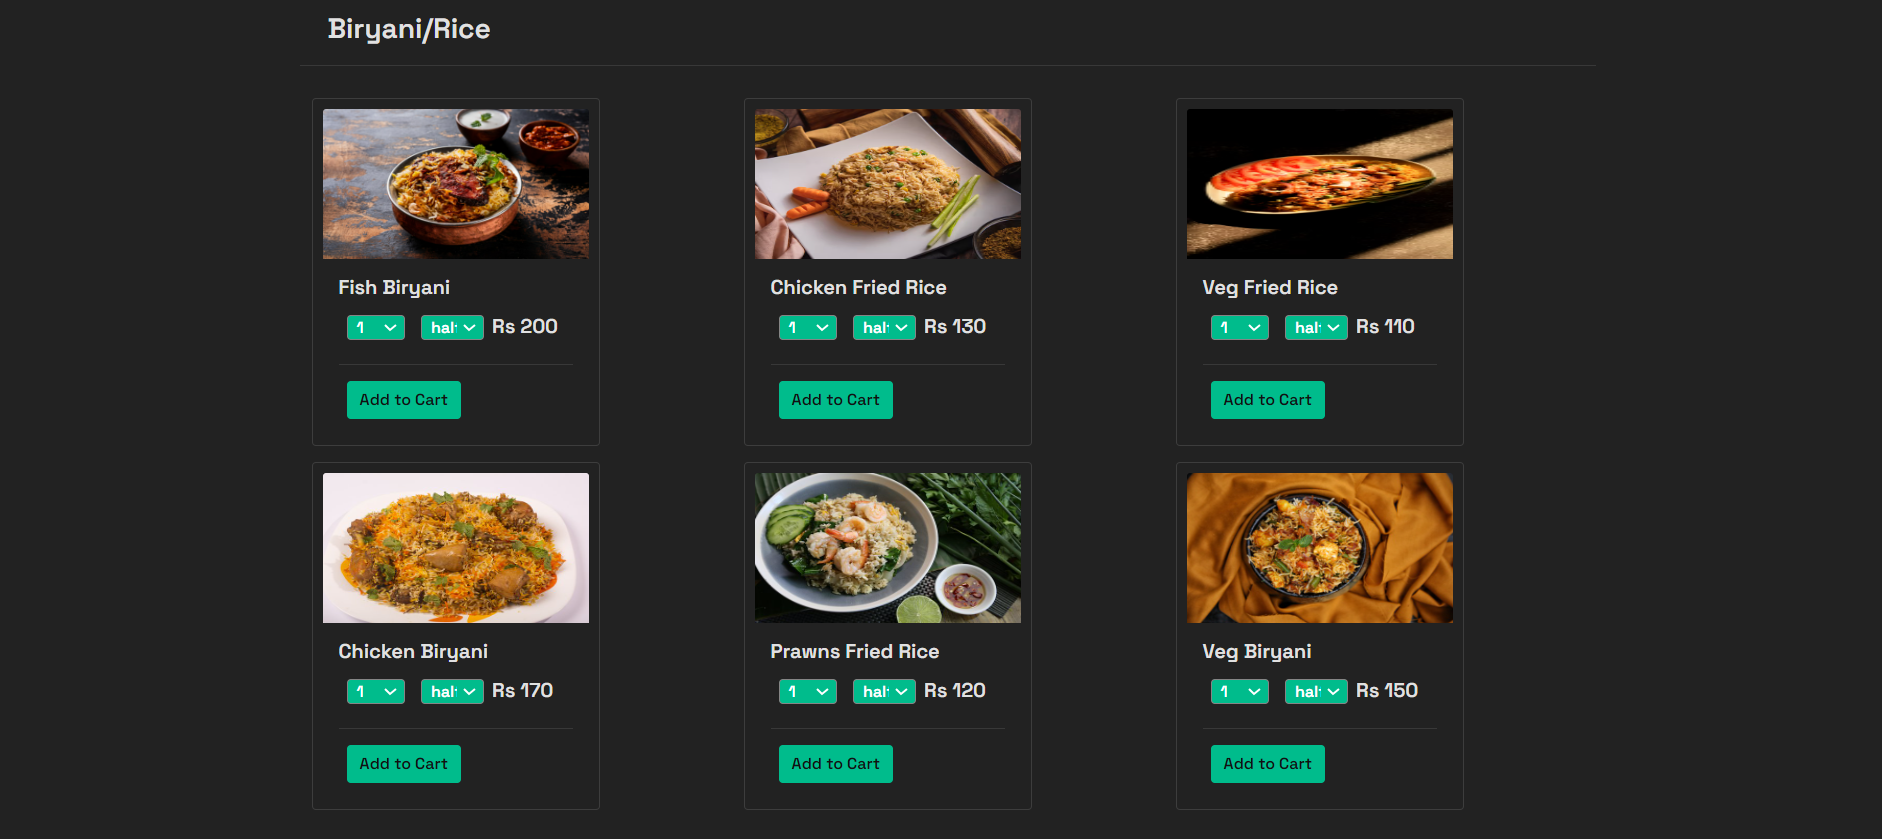 Biryani/Rice
Fish Biryani
1 half Rs 200
Add to Cart
Chicken Fried Rice
1 half Rs 130
Add to Cart
Veg Fried Rice
1 half Rs 110
Add to Cart
Chicken Biryani
1 half Rs 170
Add to Cart
Prawns Fried Rice
1 half Rs 120
Add to Cart
Veg Biryani
1 half Rs 150
Add to Cart